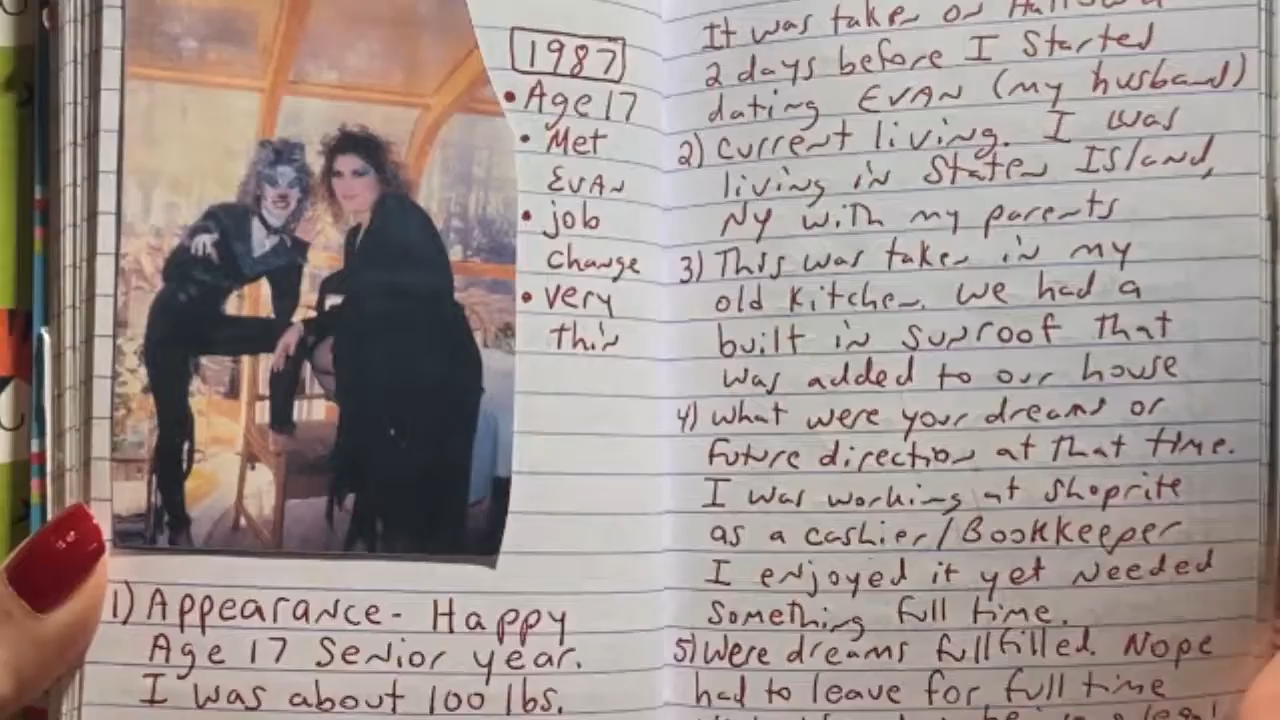 1987
• Age 17
• Met
EVAN
• job
change
• very
thin
1) Appearance - Happy
Age 17 Senior year.
I was about 100 lbs.
It was taken on
2 days before I started
dating EVAN (my husband)
2) current living. I was
living in Staten Island,
NY with my parents
3) This was taken in my
old kitchen. We had a
built in sunroof that
was added to our house
4) what were your dreams or
future direction at that time.
I was working at shoprite
as a cashier/Bookkeeper
I enjoyed it yet needed
something full time.
5) were dreams fullfilled. Nope
had to leave for full time